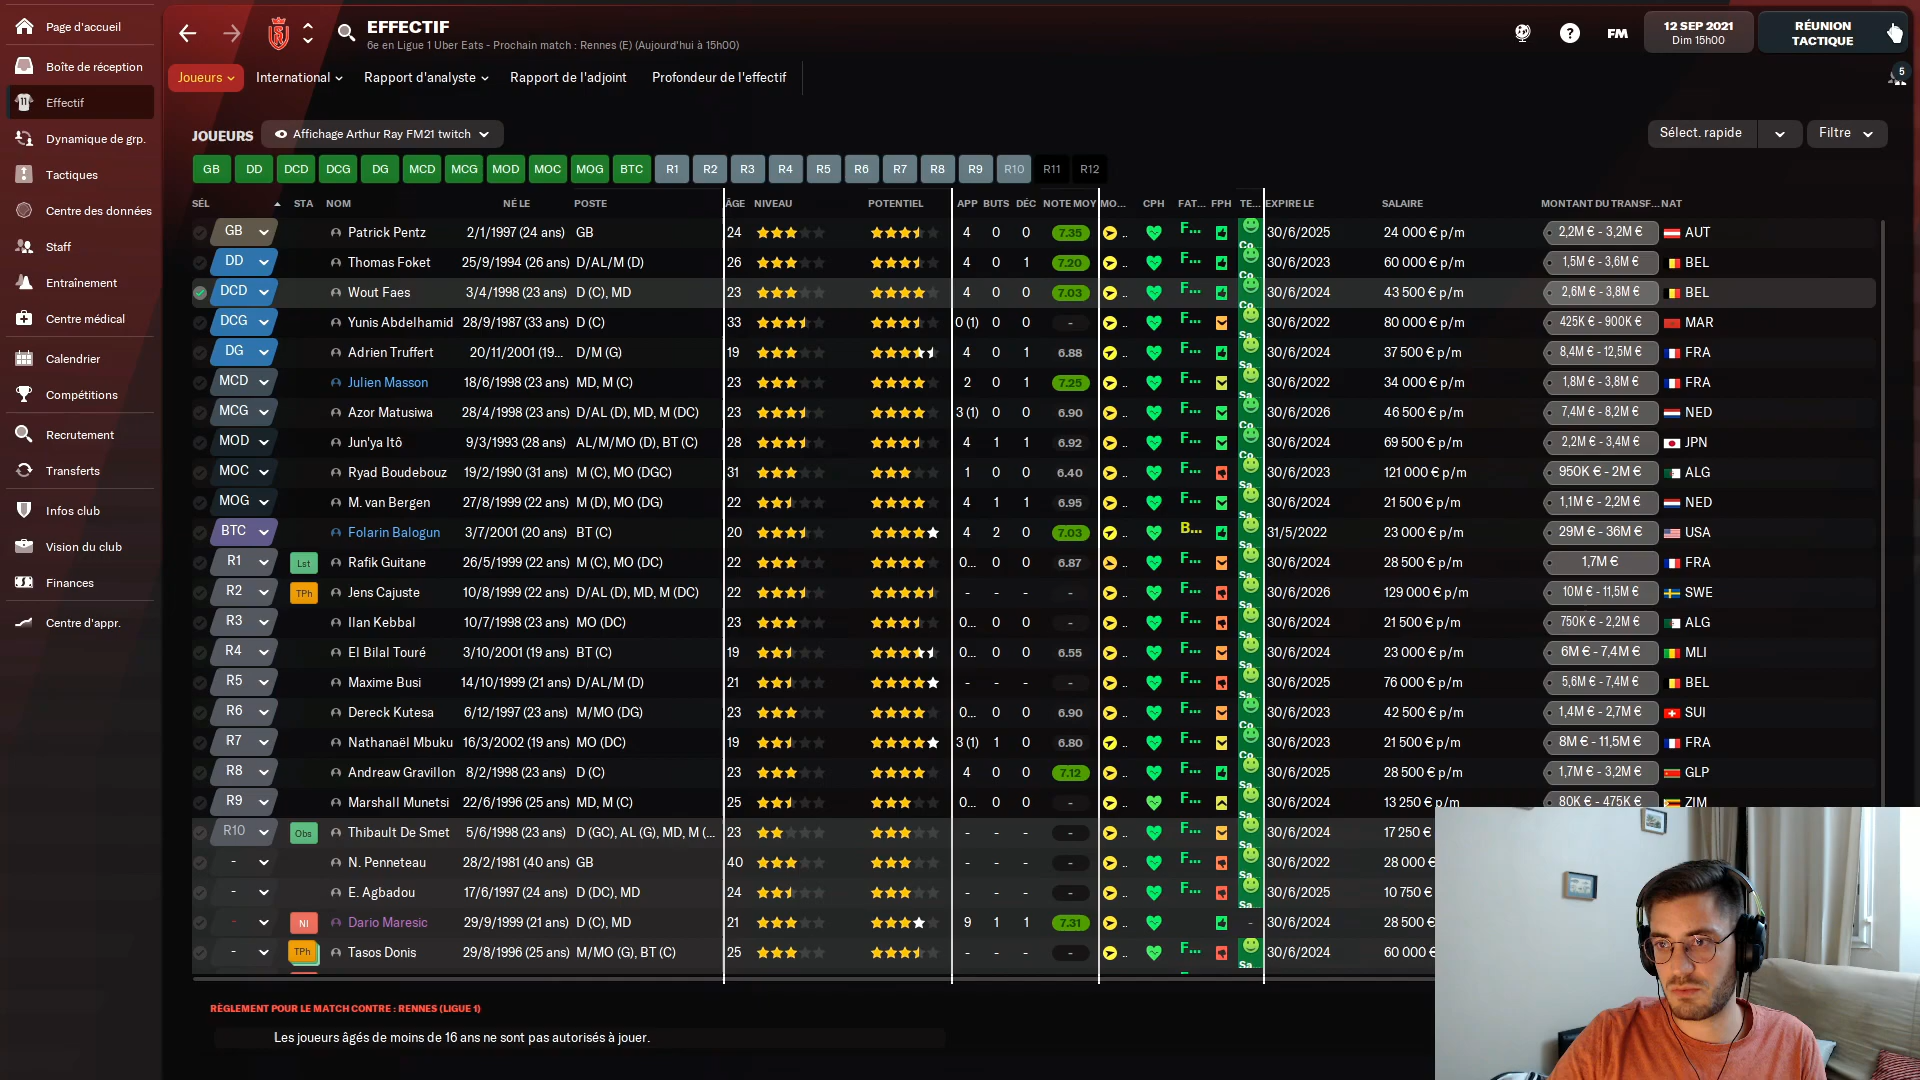 Page d'accueil
Boîte de réception
Effectif
Dynamique de grp.
Tactiques
Centre des données
Staff
Entraînement
Centre médical
Calendrier
Compétitions
Recrutement
Transferts
Infos club
Vision du club
Finances
Centre d'appr.
EFFECTIF
6e en Ligue 1 Uber Eats - Prochain match : Rennes (E) (Aujourd'hui à 15h00)
FM
12 SEP 2021
Dim 15h00
RÉUNION
TACTIQUE
5
Joueurs International Rapport d'analyste Rapport de l'adjoint Profondeur de l'effectif
JOUEURS Affichage Arthur Ray FM21 twitch Sélect. rapide Filtre
GB DD DCD DCG DG MCD MCG MOD MOC MOG BTC R1 R2 R3 R4 R5 R6 R7 R8 R9 R10 R11 R12
SÉL STA NOM NÉ LE POSTE ÂGE NIVEAU POTENTIEL APP BUTS DÉC NOTE MOY MO... CPH FAT... FPH TE... EXPIRE LE SALAIRE MONTANT DU TRANSF... NAT
GB Patrick Pentz 2/1/1997 (24 ans) GB 24 4 0 0 7.35 F... Co 30/6/2025 24 000 € p/m 2,2M € - 3,2M € AUT
DD Thomas Foket 25/9/1994 (26 ans) D/AL/M (D) 26 4 0 1 7.20 F... Co 30/6/2023 60 000 € p/m 1,5M € - 3,6M € BEL
DCD Wout Faes 3/4/1998 (23 ans) D (C), MD 23 4 0 0 7.03 F... Co 30/6/2024 43 500 € p/m 2,6M € - 3,8M € BEL
DCG Yunis Abdelhamid 28/9/1987 (33 ans) D (C) 33 0 (1) 0 0 - F... Sa 30/6/2022 80 000 € p/m 425K € - 900K € MAR
DG Adrien Truffert 20/11/2001 (19... D/M (G) 19 4 0 1 6.88 F... Sa 30/6/2024 37 500 € p/m 8,4M € - 12,5M € FRA
MCD Julien Masson 18/6/1998 (23 ans) MD, M (C) 23 2 0 1 7.25 F... Sa 30/6/2022 34 000 € p/m 1,8M € - 3,8M € FRA
MCG Azor Matusiwa 28/4/1998 (23 ans) D/AL (D), MD, M (DC) 23 3 (1) 0 0 6.90 F... Co 30/6/2026 46 500 € p/m 7,4M € - 8,2M € NED
MOD Jun'ya Itô 9/3/1993 (28 ans) AL/M/MO (D), BT (C) 28 4 1 1 6.92 F... Sa 30/6/2024 69 500 € p/m 2,2M € - 3,4M € JPN
MOC Ryad Boudebouz 19/2/1990 (31 ans) M (C), MO (DGC) 31 1 0 0 6.40 F... Sa 30/6/2023 121 000 € p/m 950K € - 2M € ALG
MOG M. van Bergen 27/8/1999 (22 ans) M (D), MO (DG) 22 4 1 1 6.95 F... Sa 30/6/2024 21 500 € p/m 1,1M € - 2,2M € NED
BTC Folarin Balogun 3/7/2001 (20 ans) BT (C) 20 4 2 0 7.03 B... Sa 31/5/2022 23 000 € p/m 29M € - 36M € USA
R1 Lst Rafik Guitane 26/5/1999 (22 ans) M (C), MO (DC) 22 0... 0 0 6.87 F... Sa 30/6/2024 28 500 € p/m 1,7M € FRA
R2 TPh Jens Cajuste 10/8/1999 (22 ans) D/AL (D), MD, M (DC) 22 - - - - F... Sa 30/6/2026 129 000 € p/m 10M € - 11,5M € SWE
R3 Ilan Kebbal 10/7/1998 (23 ans) MO (DC) 23 0... 0 0 - F... Sa 30/6/2024 21 500 € p/m 750K € - 2,2M € ALG
R4 El Bilal Touré 3/10/2001 (19 ans) BT (C) 19 0... 0 0 6.55 F... Sa 30/6/2024 23 000 € p/m 6M € - 7,4M € MLI
R5 Maxime Busi 14/10/1999 (21 ans) D/AL/M (D) 21 - - - - F... Sa 30/6/2025 76 000 € p/m 5,6M € - 7,4M € BEL
R6 Dereck Kutesa 6/12/1997 (23 ans) M/MO (DG) 23 0... 0 0 6.90 F... Co 30/6/2023 42 500 € p/m 1,4M € - 2,7M € SUI
R7 Nathanaël Mbuku 16/3/2002 (19 ans) MO (DC) 19 3 (1) 1 0 6.80 F... Co 30/6/2023 21 500 € p/m 8M € - 11,5M € FRA
R8 Andreaw Gravillon 8/2/1998 (23 ans) D (C) 23 4 0 0 7.12 F... Sa 30/6/2025 28 500 € p/m 1,7M € - 3,2M € GLP
R9 Marshall Munetsi 22/6/1996 (25 ans) MD, M (C) 25 0... 0 0 - F... Sa 30/6/2024 13 250 € p/m 80K € - 475K € ZIM
R10 Obs Thibault De Smet 5/6/1998 (23 ans) D (GC), AL (G), MD, M (... 23 - - - - F... Sa 30/6/2024 17 250 €
- N. Penneteau 28/2/1981 (40 ans) GB 40 - - - - F... Sa 30/6/2022 28 000 €
- E. Agbadou 17/6/1997 (24 ans) D (DC), MD 24 - - - - F... Sa 30/6/2025 10 750 €
- NI Dario Maresic 29/9/1999 (21 ans) D (C), MD 21 9 1 1 7.31 - 30/6/2024 28 500 €
- TPh Tasos Donis 29/8/1996 (25 ans) M/MO (G), BT (C) 25 - - - - F... Sa 30/6/2023 60 000 €
RÈGLEMENT POUR LE MATCH CONTRE : RENNES (LIGUE 1)
Les joueurs âgés de moins de 16 ans ne sont pas autorisés à jouer.